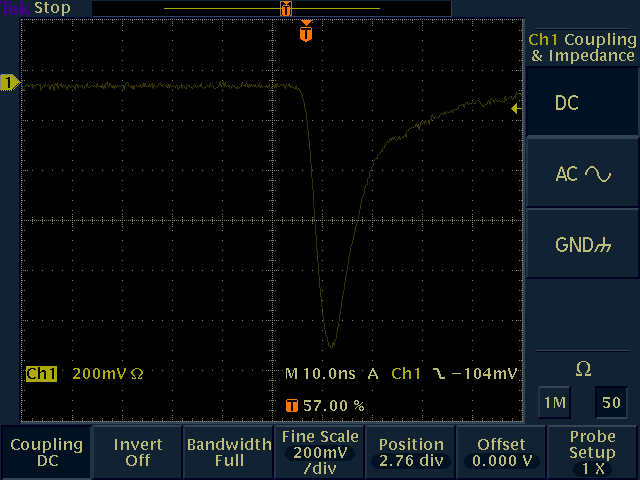 Tek Stop
T
T
1
Ch1 Coupling
& Impedance
DC
AC
GND
Ω
1M 50
Ch1 200mV Ω M 10.0ns A Ch1 −104mV
T 57.00 %
Coupling
DC
Invert
Off
Bandwidth
Full
Fine Scale
200mV
/div
Position
2.76 div
Offset
0.000 V
Probe
Setup
1 X